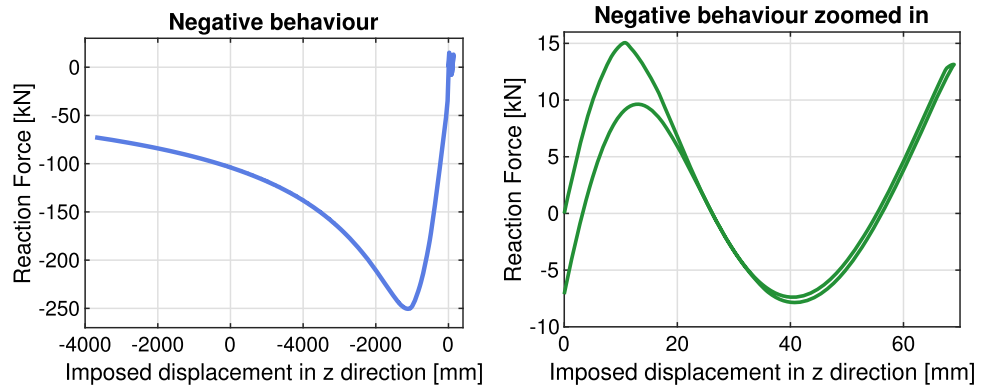 Negative behaviour
Reaction Force [kN]
0
-50
-100
-150
-200
-250
-4000 -2000 0 -4000 -2000 0
Imposed displacement in z direction [mm]
Negative behaviour zoomed in
Reaction Force [kN]
15
10
5
0
-5
-10
0 20 40 60
Imposed displacement in z direction [mm]